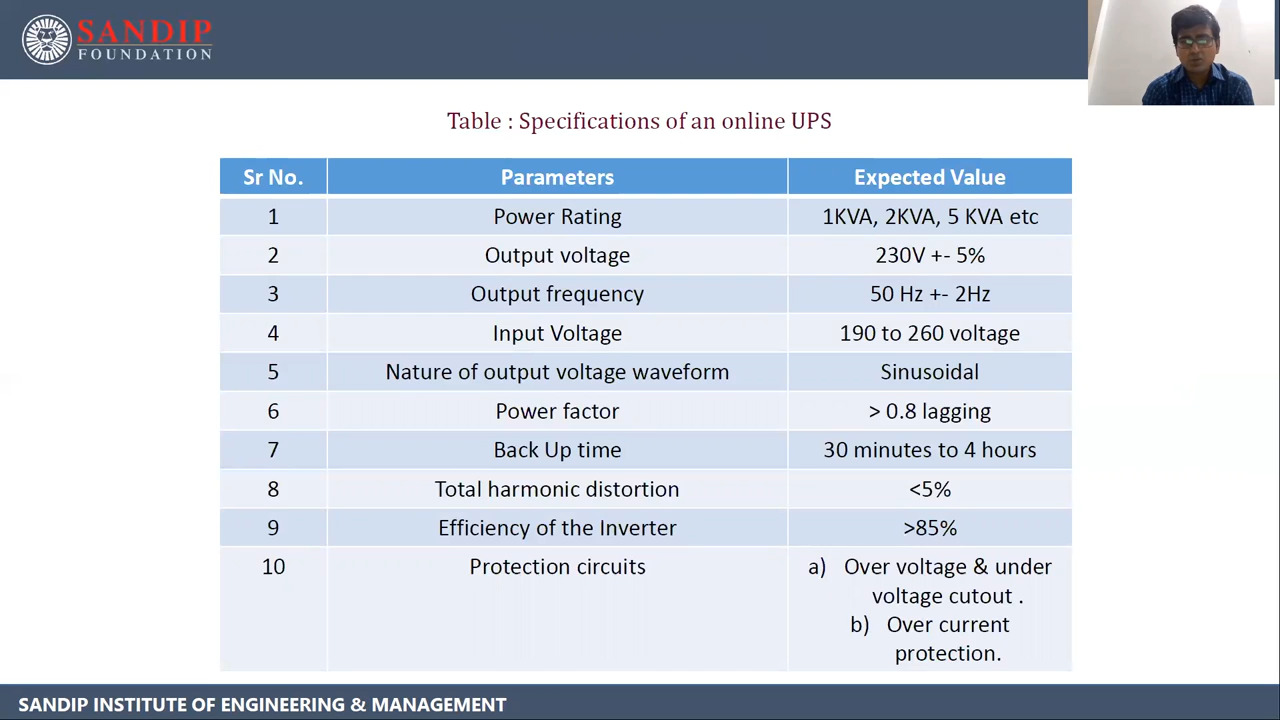 SANDIP
FOUNDATION
Table : Specifications of an online UPS
Sr No. Parameters Expected Value
1 Power Rating 1KVA, 2KVA, 5 KVA etc
2 Output voltage 230V +- 5%
3 Output frequency 50 Hz +- 2Hz
4 Input Voltage 190 to 260 voltage
5 Nature of output voltage waveform Sinusoidal
6 Power factor > 0.8 lagging
7 Back Up time 30 minutes to 4 hours
8 Total harmonic distortion <5%
9 Efficiency of the Inverter >85%
10 Protection circuits a) Over voltage & under
voltage cutout .
b) Over current
protection.
SANDIP INSTITUTE OF ENGINEERING & MANAGEMENT